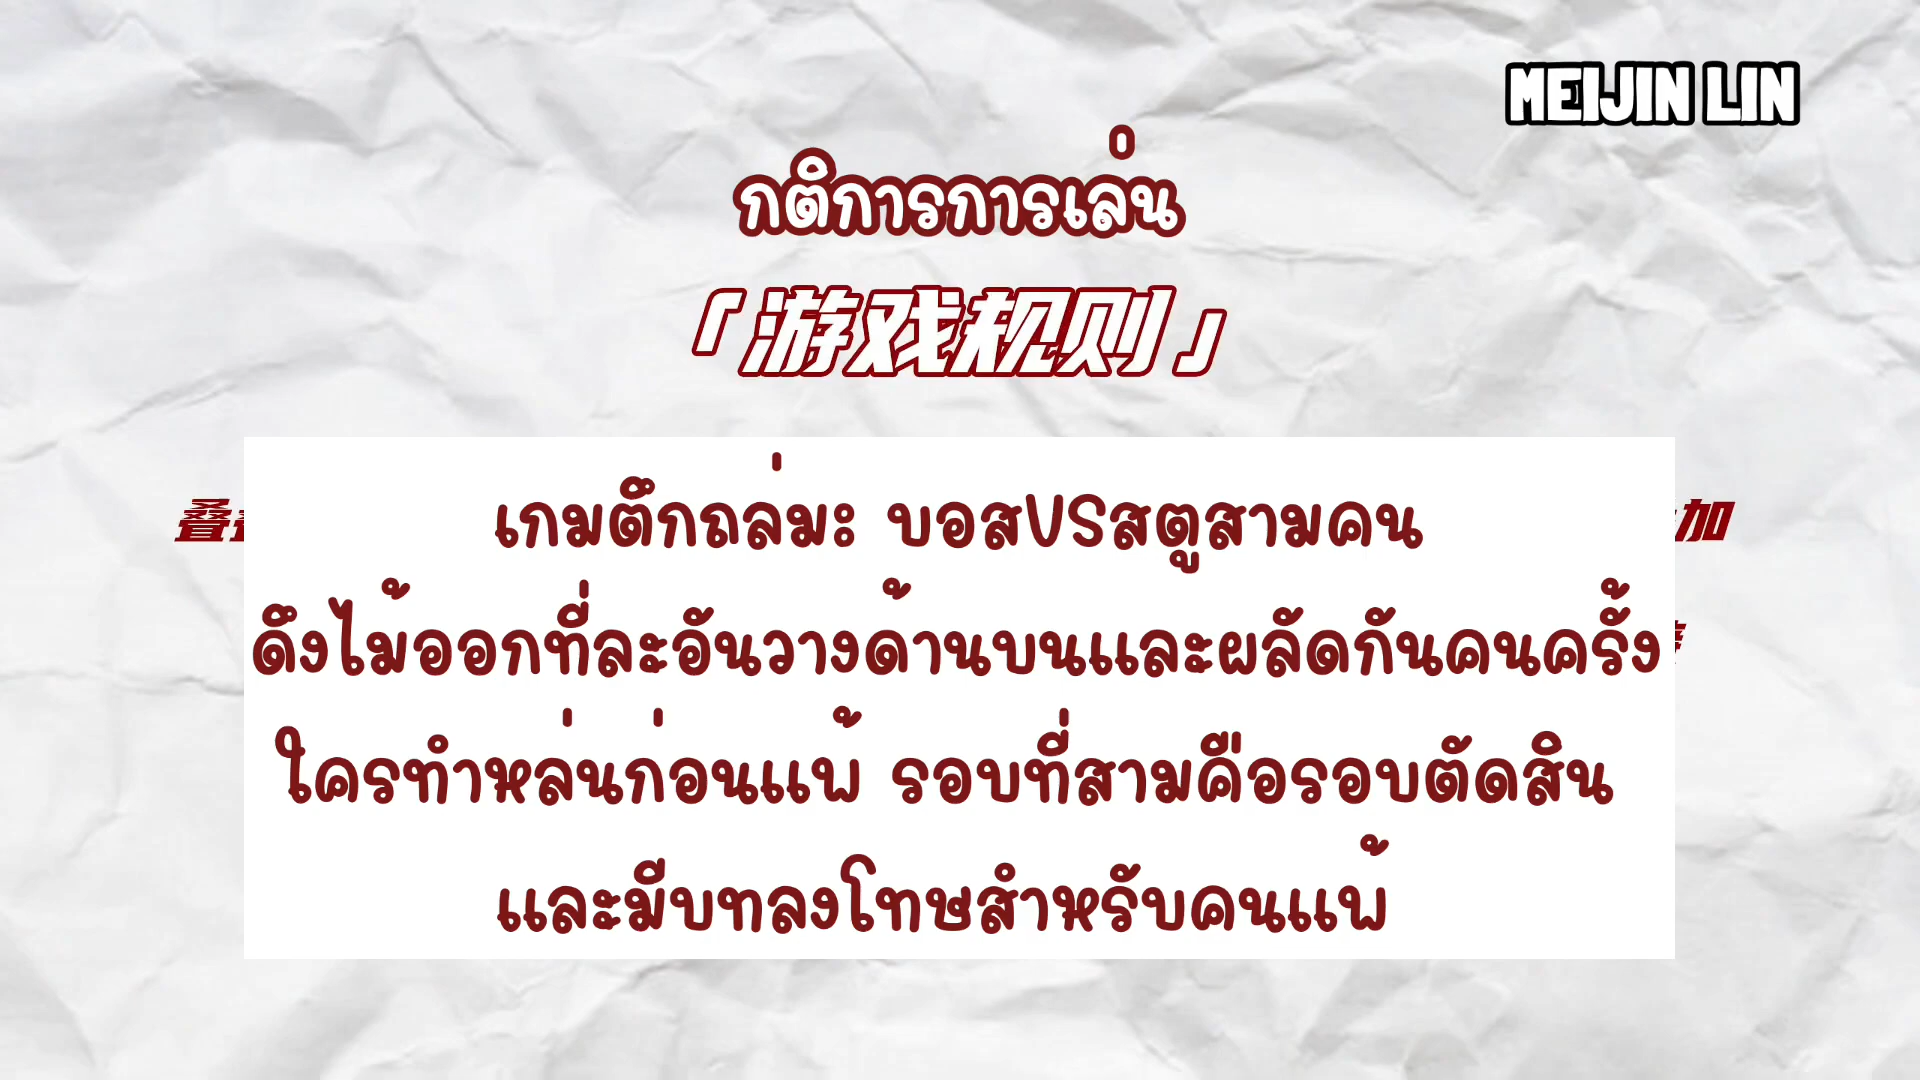 MEIJIN LIN
กติการการเล่น
「游戏规则」
เกมตึกถล่มะ บอสVSสตูสามคน
叠 加
ดึงไม้ออกที่ละอันวางด้านบนและผลัดกันคนครั้ง
ใครทำหล่นก่อนแพ้ รอบที่สามคือรอบตัดสิน
และมีบทลงโทษสำหรับคนแพ้